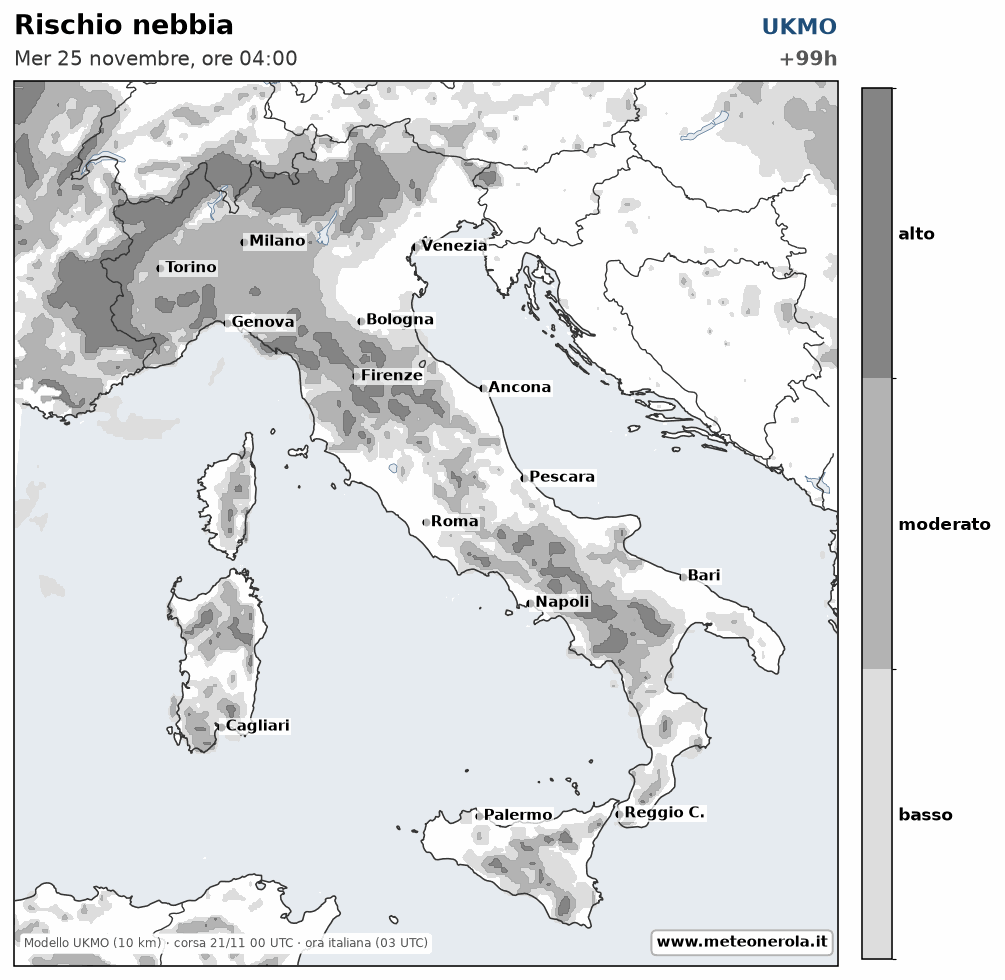 Rischio nebbia
UKMO
Mer 25 novembre, ore 04:00
+99h
alto
Milano
Venezia
Torino
Genova
Bologna
Firenze
Ancona
Pescara
Roma
moderato
Bari
Napoli
Cagliari
Palermo
Reggio C.
basso
Modello UKMO (10 km) · corsa 21/11 00 UTC · ora italiana (03 UTC)
www.meteonerola.it